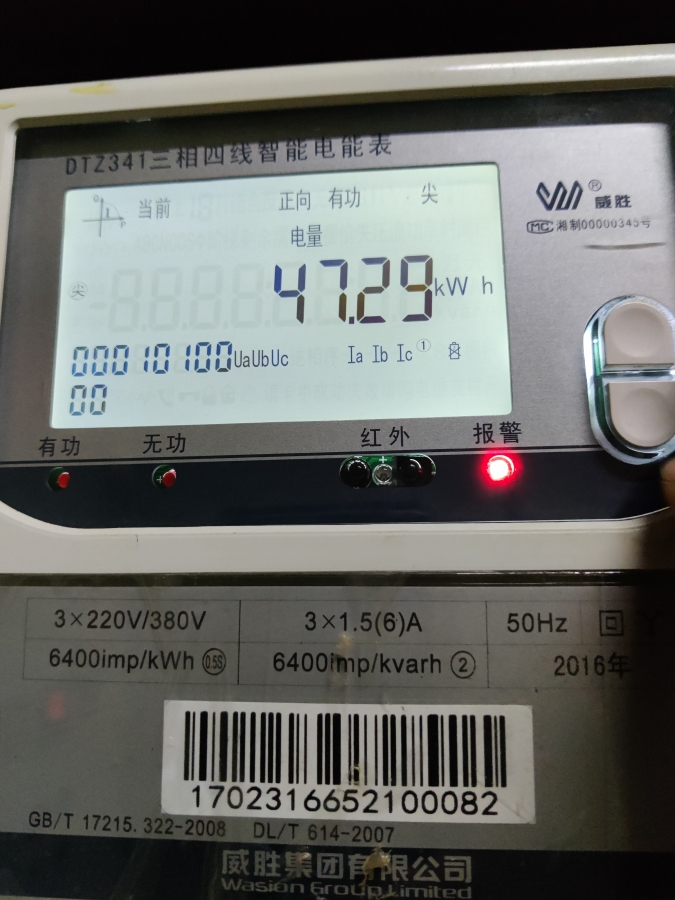 DTZ341三相四线智能电能表
威胜
MC 湘制00000345号
当前 正向 有功 尖
电量
尖 47.29 kW h
00010100 UaUbUc Ia Ib Ic ①
00
有功 无功 红外 报警
3×220V/380V 3×1.5(6)A 50Hz
6400imp/kWh 0.5S 6400imp/kvarh ② 2016年
1702316652100082
GB/T 17215.322-2008 DL/T 614-2007
威胜集团有限公司
Wasion Group Limited